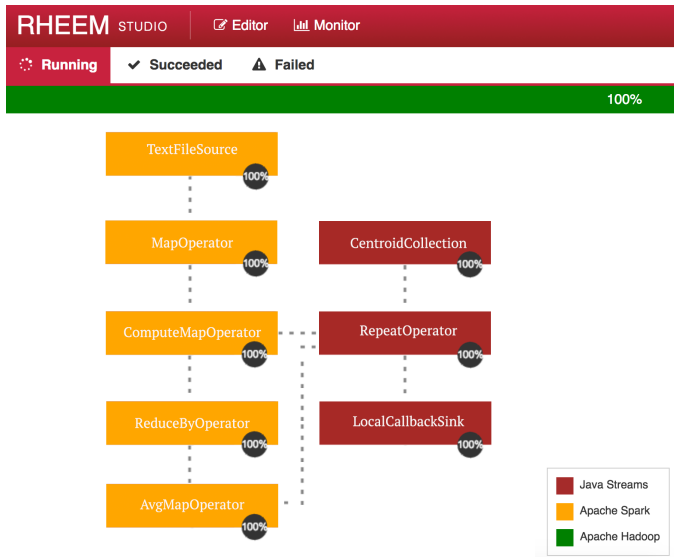 RHEEM STUDIO Editor Monitor
Running Succeeded Failed
100%
TextFileSource
100%
MapOperator
100%
CentroidCollection
100%
ComputeMapOperator
100%
RepeatOperator
100%
ReduceByOperator
100%
LocalCallbackSink
100%
AvgMapOperator
100%
Java Streams
Apache Spark
Apache Hadoop